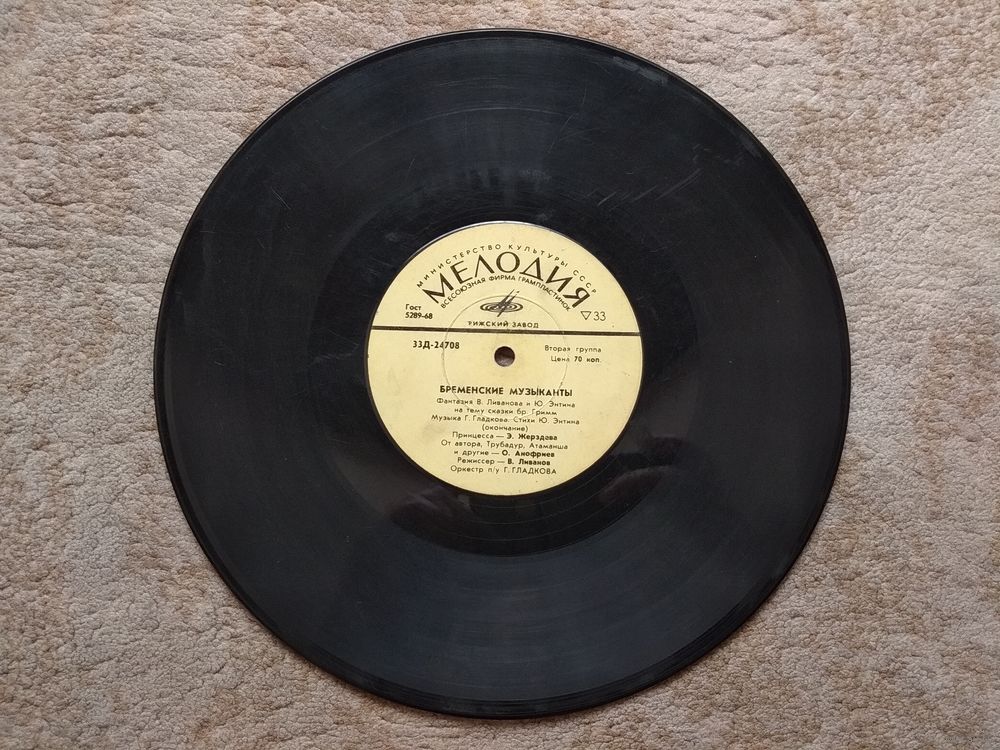 МИНИСТЕРСТВО КУЛЬТУРЫ СССР
МЕЛОДИЯ
ВСЕСОЮЗНАЯ ФИРМА ГРАМПЛАСТИНОК
Гост
5289-68
33
РИЖСКИЙ ЗАВОД
33Д-24708
Вторая группа
Цена 70 коп.
БРЕМЕНСКИЕ МУЗЫКАНТЫ
Фантазия В. Ливанова и Ю. Энтина
на тему сказки бр. Гримм
Музыка Г. Гладкова. Стихи Ю. Энтина
(окончание)
Принцесса — Э. Жерздева
От автора, Трубадур, Атаманша
и другие — О. Анофриев
Режиссер — В. Ливанов
Оркестр п/у Г. ГЛАДКОВА